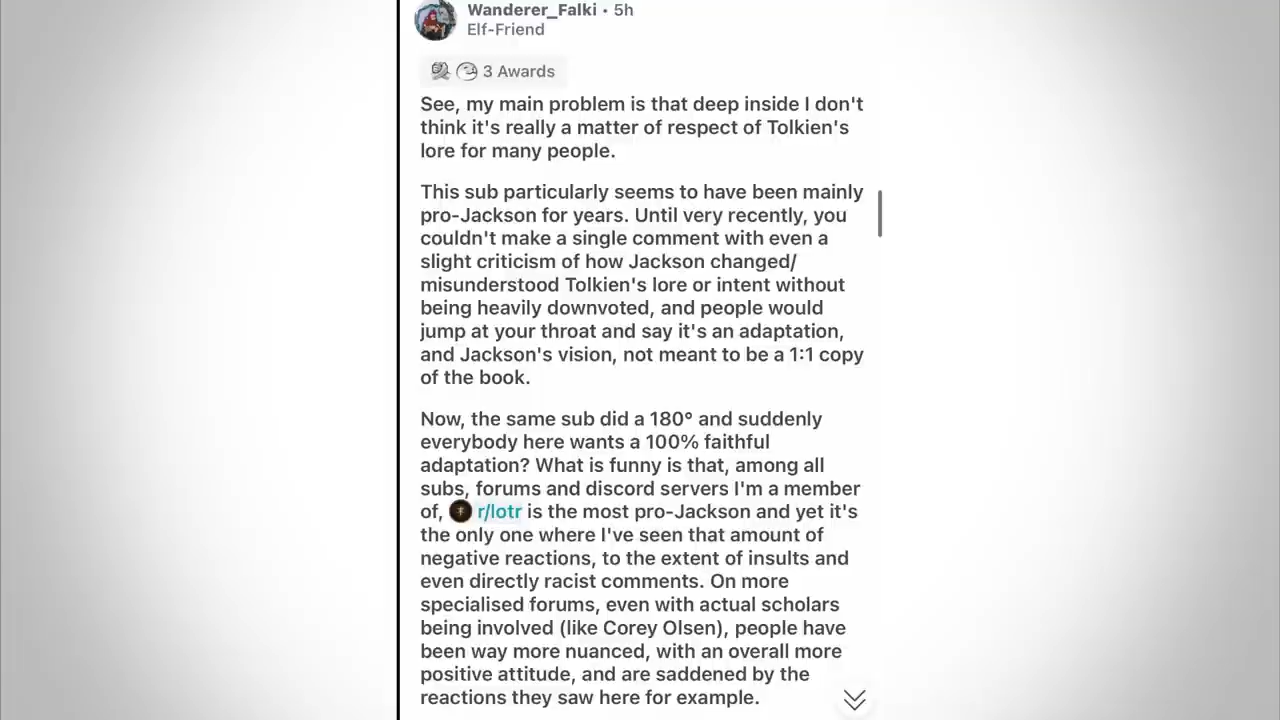 Wanderer_Falki • 5h
Elf-Friend
3 Awards
See, my main problem is that deep inside I don't
think it's really a matter of respect of Tolkien's
lore for many people.
This sub particularly seems to have been mainly
pro-Jackson for years. Until very recently, you
couldn't make a single comment with even a
slight criticism of how Jackson changed/
misunderstood Tolkien's lore or intent without
being heavily downvoted, and people would
jump at your throat and say it's an adaptation,
and Jackson's vision, not meant to be a 1:1 copy
of the book.
Now, the same sub did a 180° and suddenly
everybody here wants a 100% faithful
adaptation? What is funny is that, among all
subs, forums and discord servers I'm a member
of, r/lotr is the most pro-Jackson and yet it's
the only one where I've seen that amount of
negative reactions, to the extent of insults and
even directly racist comments. On more
specialised forums, even with actual scholars
being involved (like Corey Olsen), people have
been way more nuanced, with an overall more
positive attitude, and are saddened by the
reactions they saw here for example.